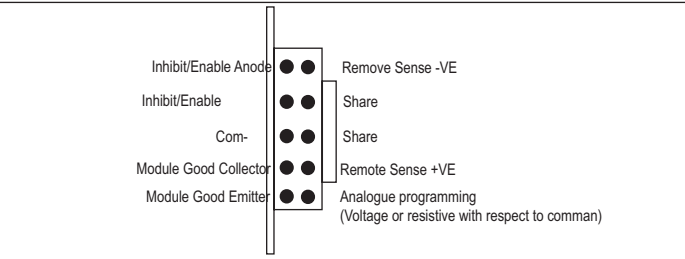 Inhibit/Enable Anode Remove Sense -VE
Inhibit/Enable Share
Com- Share
Module Good Collector Remote Sense +VE
Module Good Emitter Analogue programming
(Voltage or resistive with respect to comman)